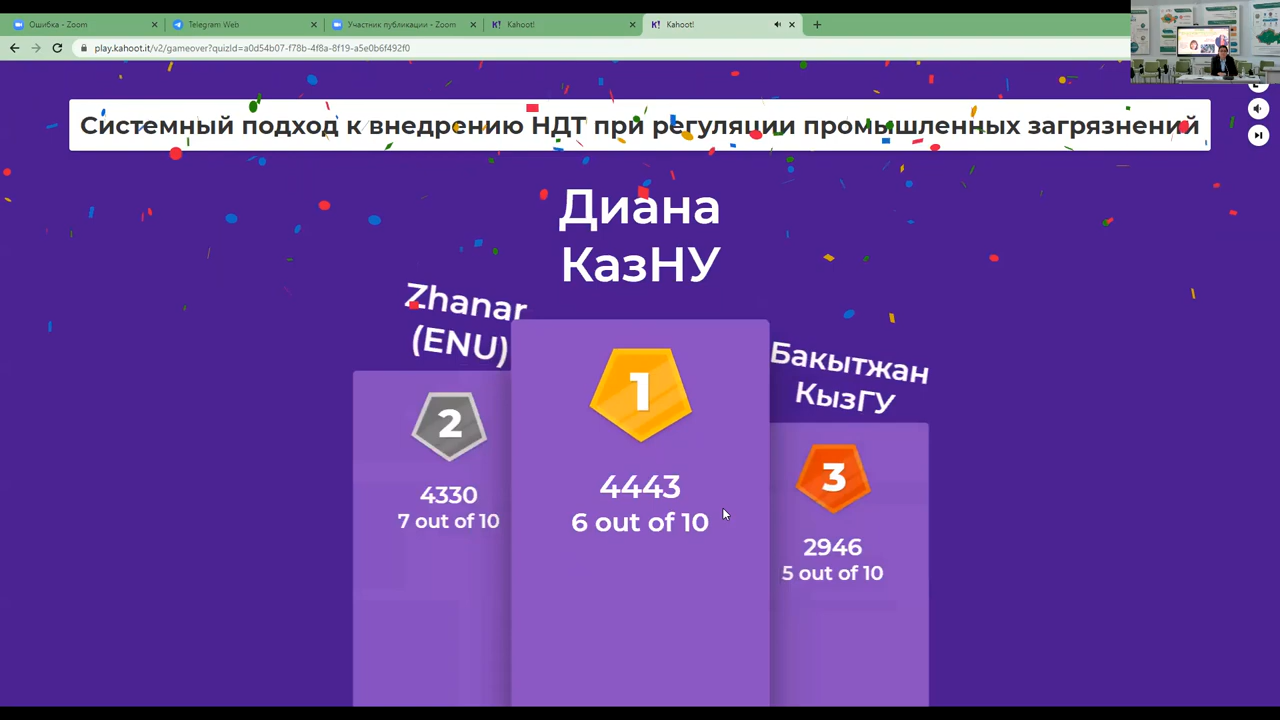 Ошибка - Zoom
Telegram Web
Участник публикации - Zoom
Kahoot!
Kahoot!
play.kahoot.it/v2/gameover?quizId=a0d54b07-f78b-4f8a-8f19-a5e0b6f492f0
Системный подход к внедрению НДТ при регуляции промышленных загрязнений
Диана
КазНУ
Zhanar
(ENU)
Бакытжан
КызГУ
1
4443
6 out of 10
2
4330
7 out of 10
3
2946
5 out of 10